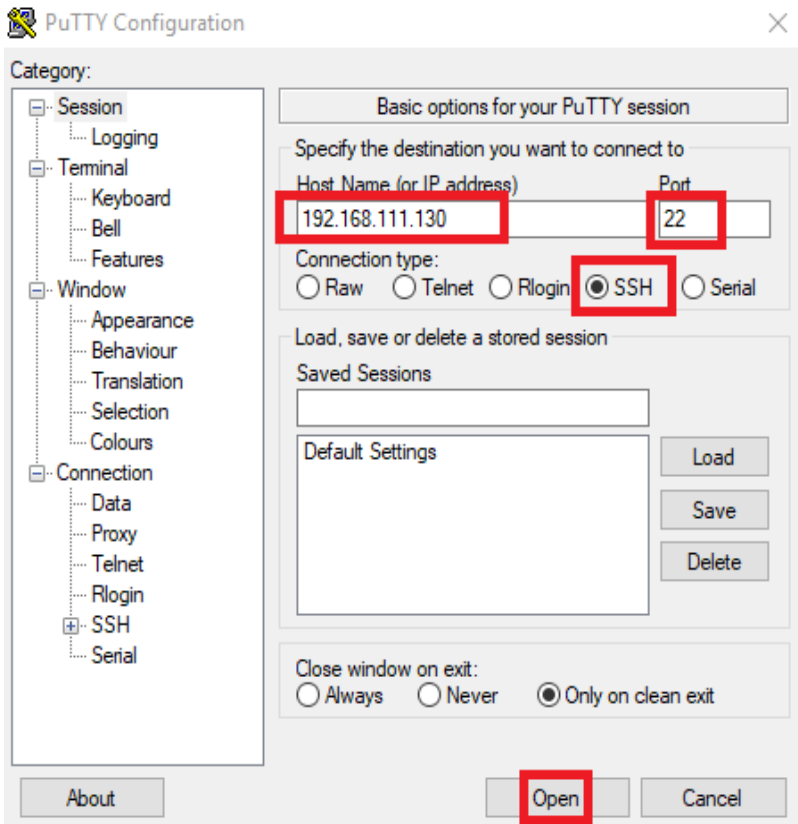 PuTTY Configuration
Category:
Session
Logging
Terminal
Keyboard
Bell
Features
Window
Appearance
Behaviour
Translation
Selection
Colours
Connection
Data
Proxy
Telnet
Rlogin
SSH
Serial
Basic options for your PuTTY session
Specify the destination you want to connect to
Host Name (or IP address) Port
192.168.111.130 22
Connection type:
Raw Telnet Rlogin SSH Serial
Load, save or delete a stored session
Saved Sessions
Default Settings
Load
Save
Delete
Close window on exit:
Always Never Only on clean exit
About Open Cancel